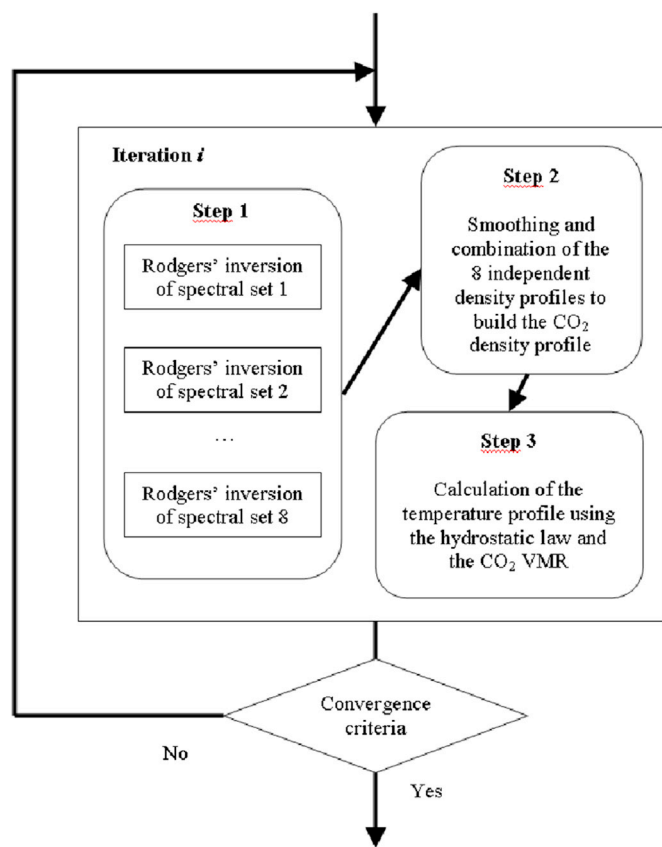 Iteration i
Step 1
Rodgers’ inversion
of spectral set 1
Rodgers’ inversion
of spectral set 2
…
Rodgers’ inversion
of spectral set 8
Step 2
Smoothing and
combination of the
8 independent
density profiles to
build the CO₂
density profile
Step 3
Calculation of the
temperature profile using
the hydrostatic law and
the CO₂ VMR
Convergence
criteria
No
Yes